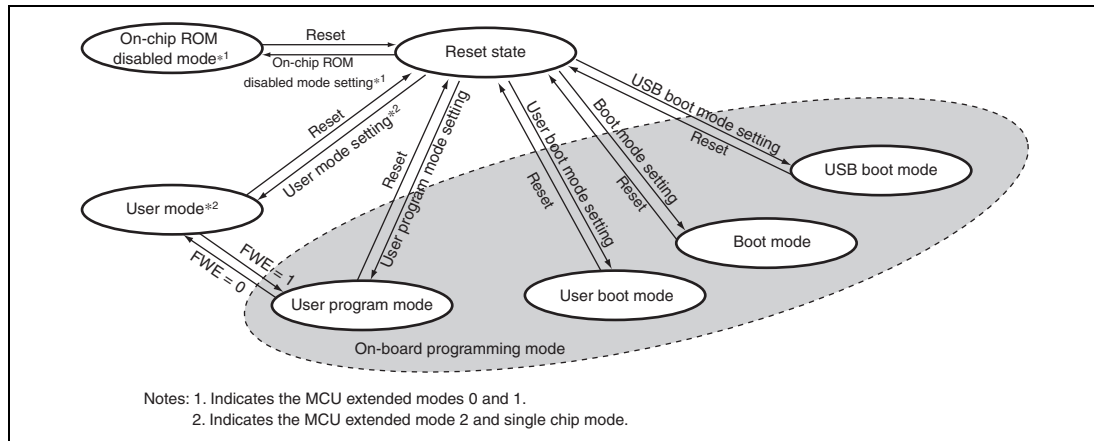 On-chip ROM
disabled mode*1
Reset
On-chip ROM
disabled mode setting*1
Reset state
Reset
User mode setting*2
Reset
User program mode setting
User boot mode setting
Reset
Boot mode setting
Reset
USB boot mode setting
Reset
USB boot mode
User mode*2
Boot mode
FWE = 1
FWE = 0
User program mode
User boot mode
On-board programming mode
Notes: 1. Indicates the MCU extended modes 0 and 1.
2. Indicates the MCU extended mode 2 and single chip mode.